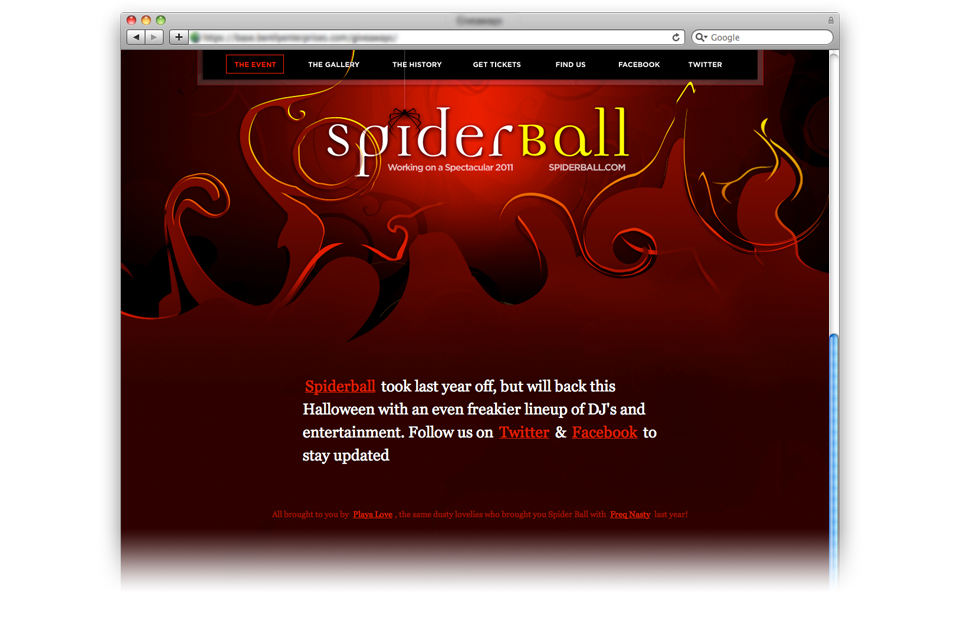 Google
THE EVENT THE GALLERY THE HISTORY GET TICKETS FIND US FACEBOOK TWITTER
spiderBall
Working on a Spectacular 2011 SPIDERBALL.COM
Spiderball took last year off, but will back this
Halloween with an even freakier lineup of DJ's and
entertainment. Follow us on Twitter & Facebook to
stay updated
All brought to you by Playa Love , the same dusty lovelies who brought you Spider Ball with Freq Nasty last year!